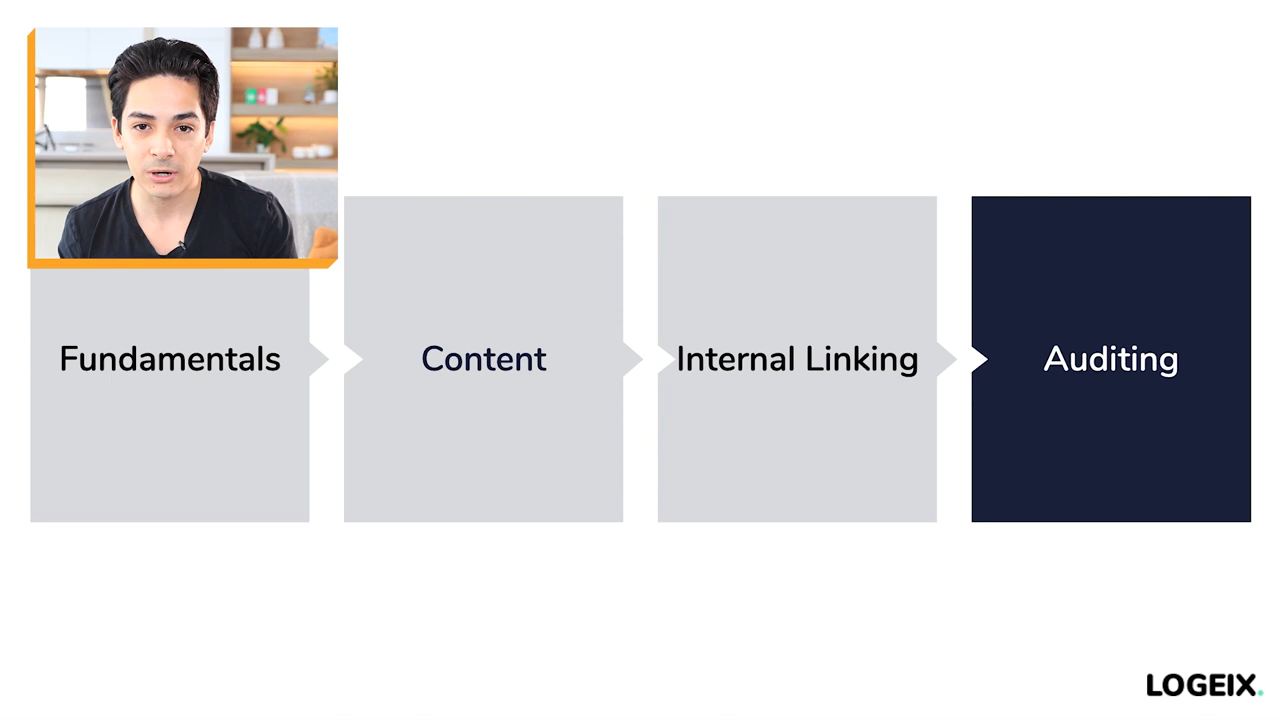 Fundamentals
Content
Internal Linking
Auditing
LOGEIX.